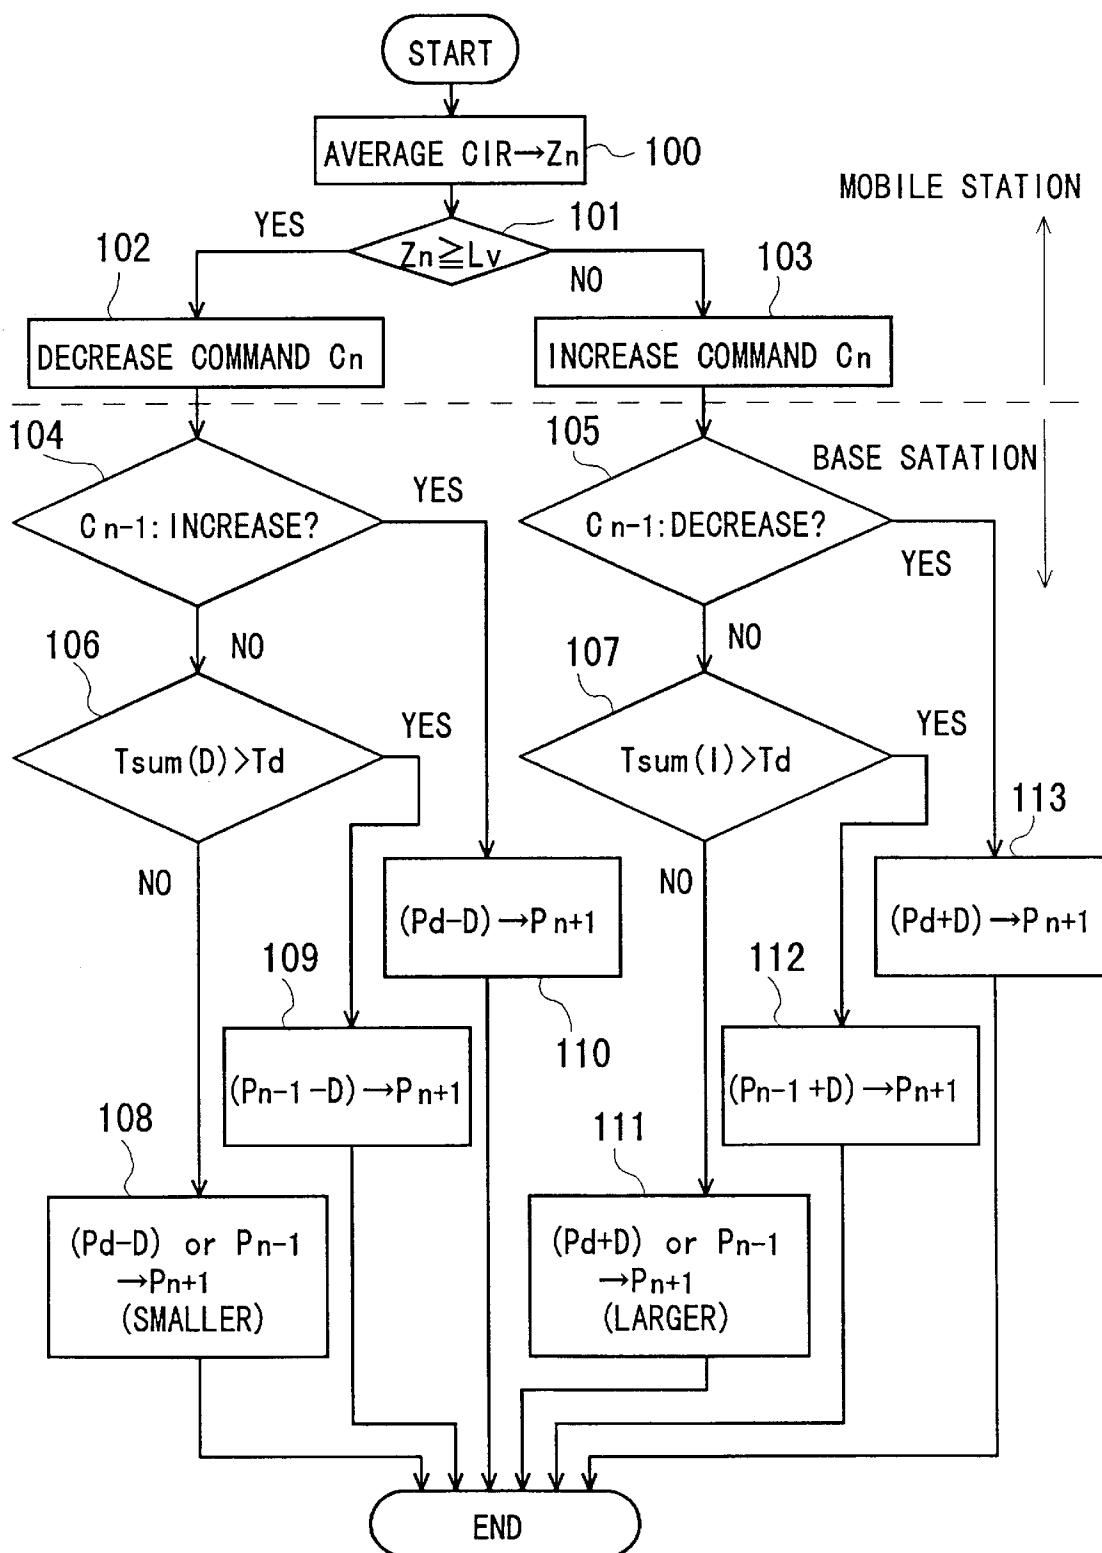 START
AVERAGE CIR→Zn
100
MOBILE STATION
101
YES
Zn≧Lv
NO
102
103
DECREASE COMMAND Cn
INCREASE COMMAND Cn
104
105
BASE SATATION
Cn-1:INCREASE?
YES
Cn-1:DECREASE?
YES
NO
NO
106
107
Tsum(D)>Td
YES
Tsum(I)>Td
YES
113
NO
NO
(Pd-D)→Pn+1
(Pd+D)→Pn+1
109
110
112
(Pn-1-D)→Pn+1
(Pn-1+D)→Pn+1
108
111
(Pd-D) or Pn-1
→Pn+1
(SMALLER)
(Pd+D) or Pn-1
→Pn+1
(LARGER)
END